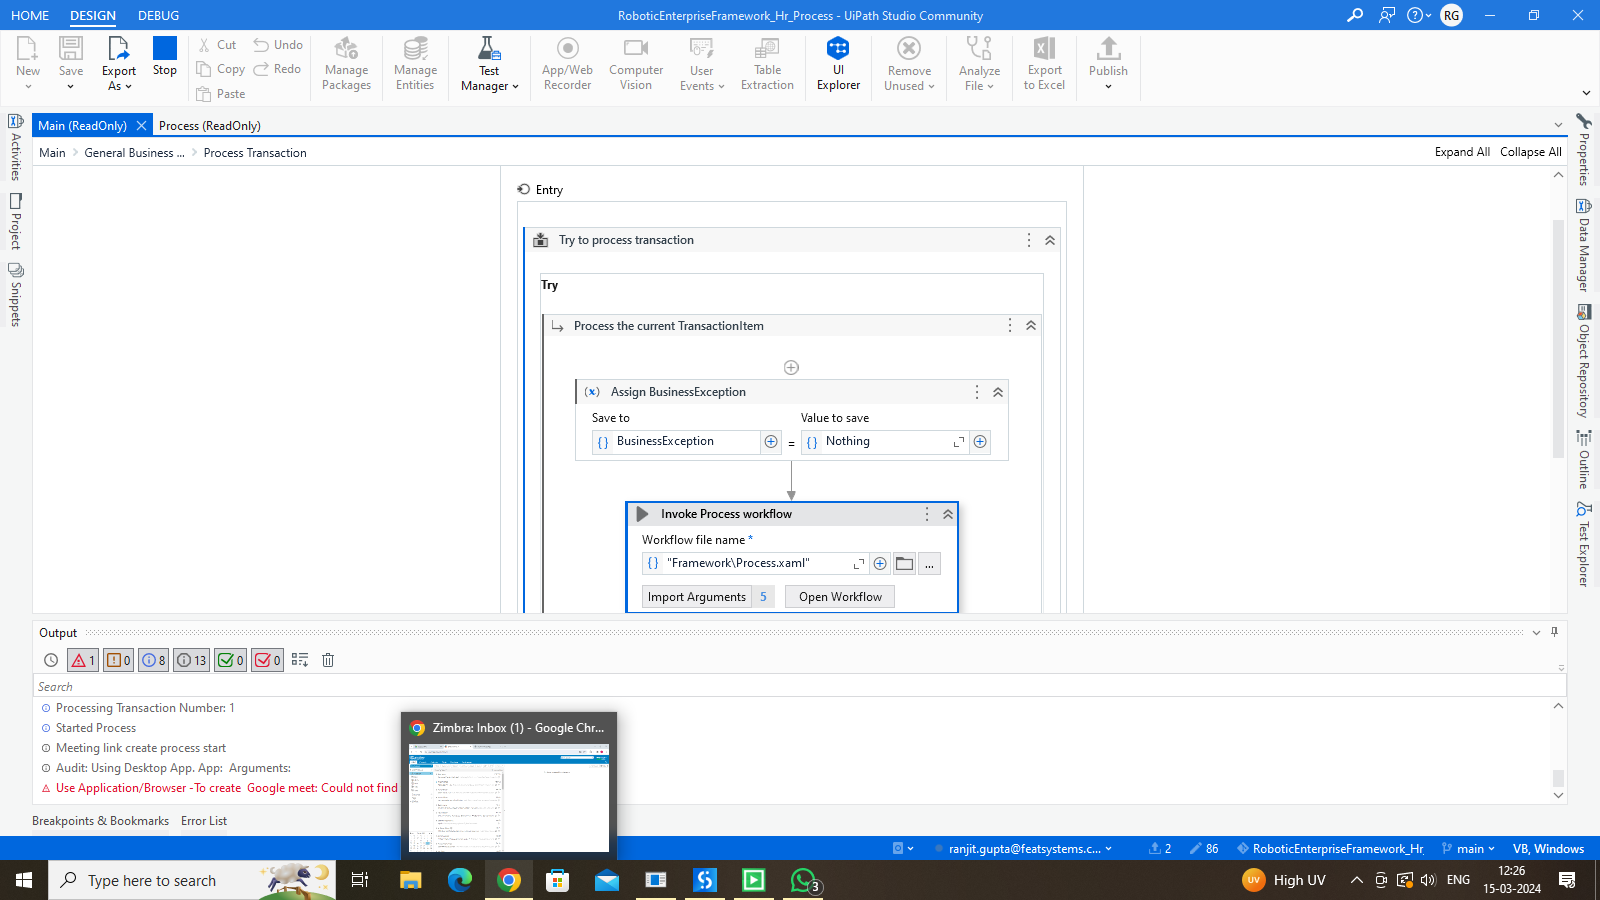 HOME DESIGN DEBUG
RoboticEnterpriseFramework_Hr_Process - UiPath Studio Community
RG
New
Save
Export As
Stop
Cut
Copy
Paste
Undo
Redo
Manage Packages
Manage Entities
Test Manager
App/Web Recorder
Computer Vision
User Events
Table Extraction
UI Explorer
Remove Unused
Analyze File
Export to Excel
Publish
Main (ReadOnly) Process (ReadOnly)
Main General Business ... Process Transaction
Expand All Collapse All
Activities
Project
Snippets
Properties
Data Manager
Object Repository
Outline
Test Explorer
Entry
Try to process transaction
Try
Process the current TransactionItem
(x) Assign BusinessException
Save to Value to save
{} BusinessException = {} Nothing
Invoke Process workflow
Workflow file name *
{} "Framework\Process.xaml" ...
Import Arguments 5 Open Workflow
Output
1 0 8 13 0 0
Search
Processing Transaction Number: 1
Started Process
Meeting link create process start
Audit: Using Desktop App. App: Arguments:
Use Application/Browser -To create Google meet: Could not find
Zimbra: Inbox (1) - Google Chr...
Breakpoints & Bookmarks Error List
ranjit.gupta@featsystems.c... 2 86 RoboticEnterpriseFramework_Hr_ main VB, Windows
Type here to search
3
UV High UV
ENG
12:26
15-03-2024